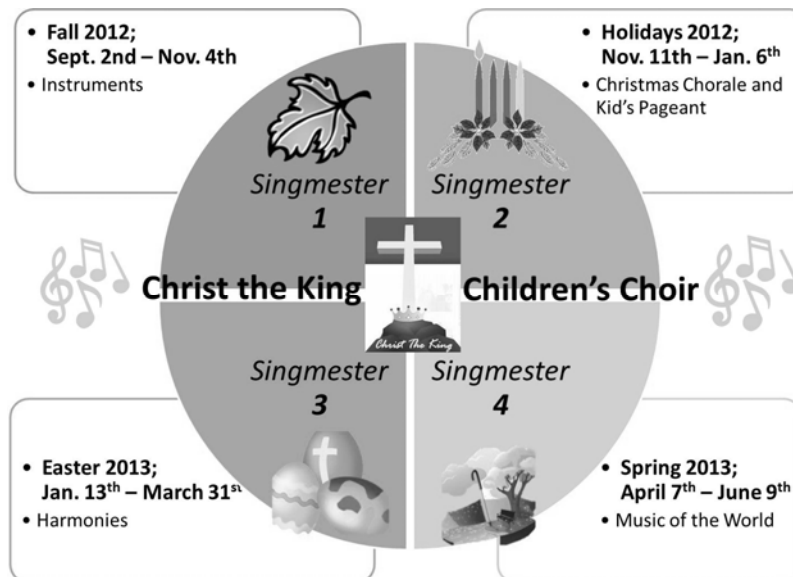 • Fall 2012;
Sept. 2nd – Nov. 4th
• Instruments
• Holidays 2012;
Nov. 11th – Jan. 6th
• Christmas Chorale and
Kid's Pageant
Singmester
1
Singmester
2
Christ the King
Children's Choir
Christ The King
Singmester
3
Singmester
4
• Easter 2013;
Jan. 13th – March 31st
• Harmonies
• Spring 2013;
April 7th – June 9th
• Music of the World